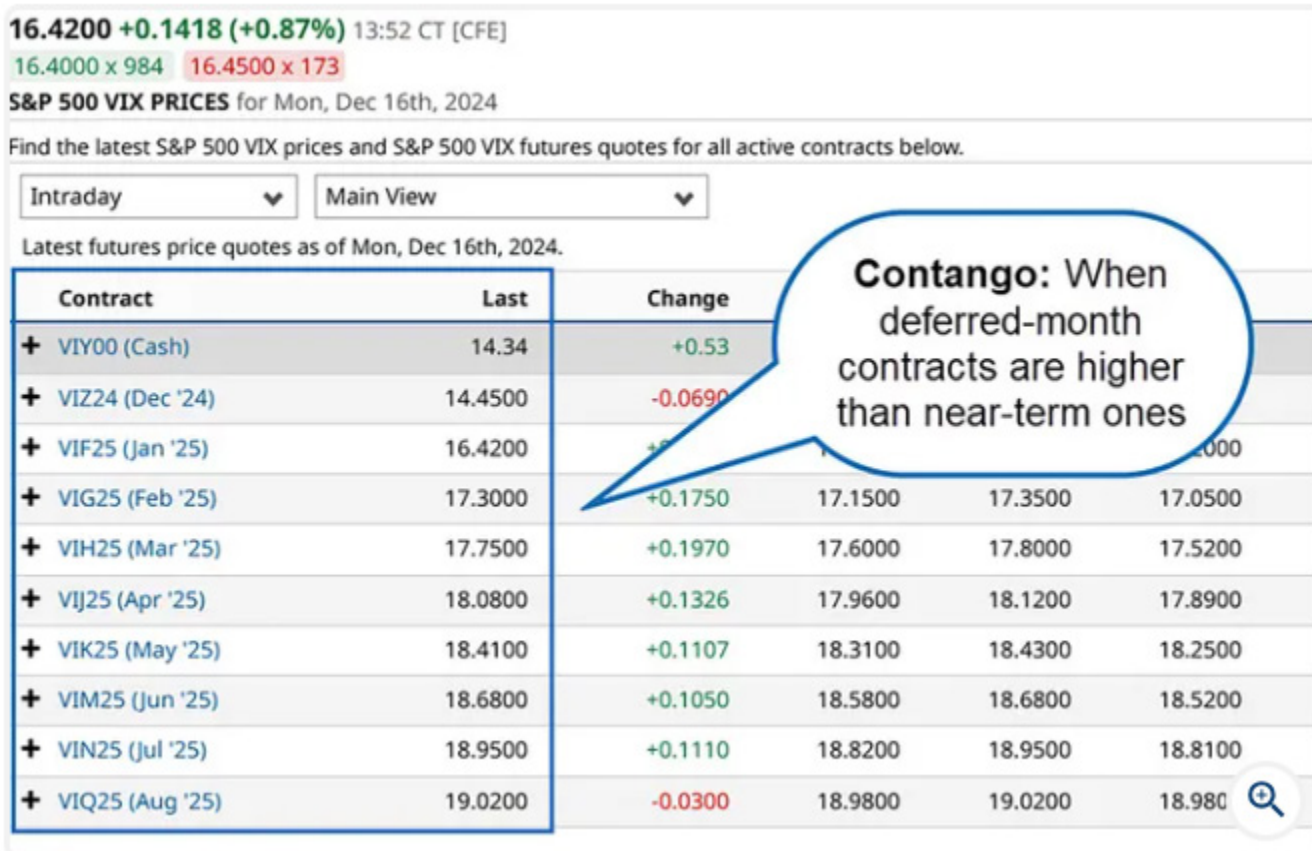 16.4200 +0.1418 (+0.87%) 13:52 CT [CFE]
16.4000 x 984 16.4500 x 173
S&P 500 VIX PRICES for Mon, Dec 16th, 2024
Find the latest S&P 500 VIX prices and S&P 500 VIX futures quotes for all active contracts below.
Intraday Main View
Latest futures price quotes as of Mon, Dec 16th, 2024.
Contract Last Change
+ VIY00 (Cash) 14.34 +0.53
+ VIZ24 (Dec '24) 14.4500 -0.0690
+ VIF25 (Jan '25) 16.4200
+ VIG25 (Feb '25) 17.3000 +0.1750 17.1500 17.3500 17.0500
+ VIH25 (Mar '25) 17.7500 +0.1970 17.6000 17.8000 17.5200
+ VIJ25 (Apr '25) 18.0800 +0.1326 17.9600 18.1200 17.8900
+ VIK25 (May '25) 18.4100 +0.1107 18.3100 18.4300 18.2500
+ VIM25 (Jun '25) 18.6800 +0.1050 18.5800 18.6800 18.5200
+ VIN25 (Jul '25) 18.9500 +0.1110 18.8200 18.9500 18.8100
+ VIQ25 (Aug '25) 19.0200 -0.0300 18.9800 19.0200
Contango: When
deferred-month
contracts are higher
than near-term ones